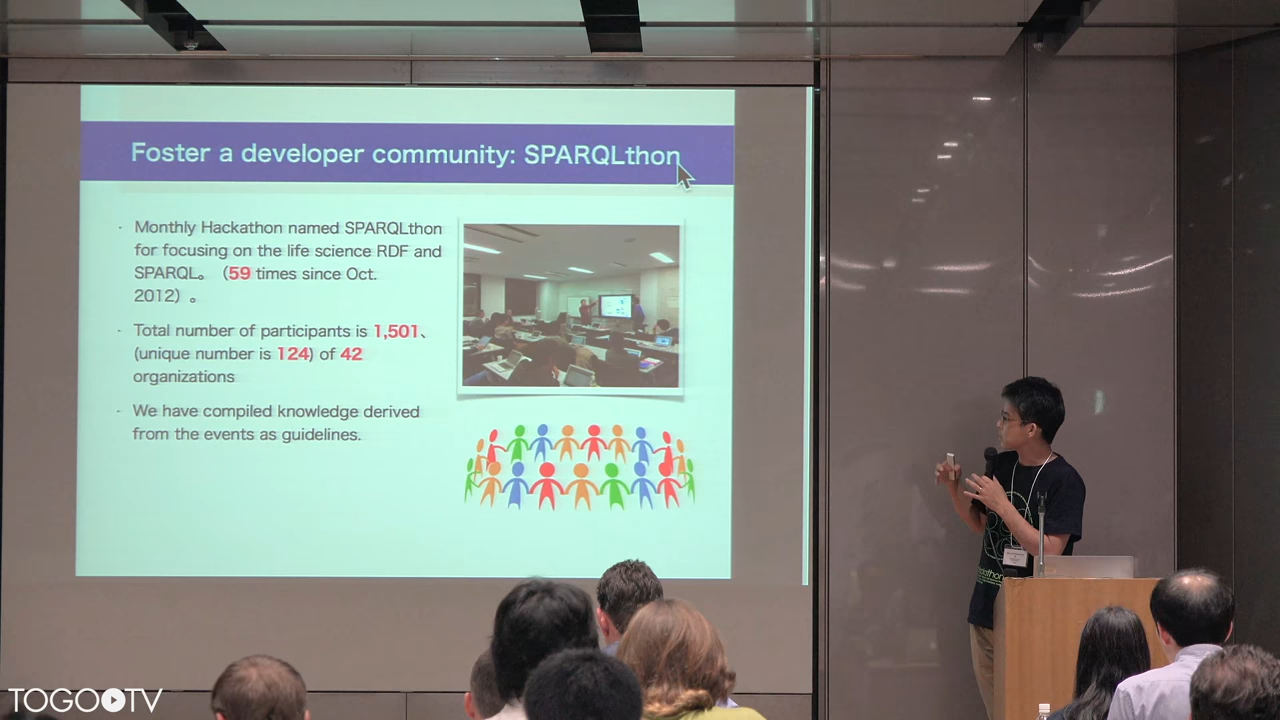 Foster a developer community: SPARQLthon
· Monthly Hackathon named SPARQLthon
for focusing on the life science RDF and
SPARQL。（59 times since Oct.
2012）。
· Total number of participants is 1,501、
(unique number is 124) of 42
organizations
· We have compiled knowledge derived
from the events as guidelines.
TOGOTV